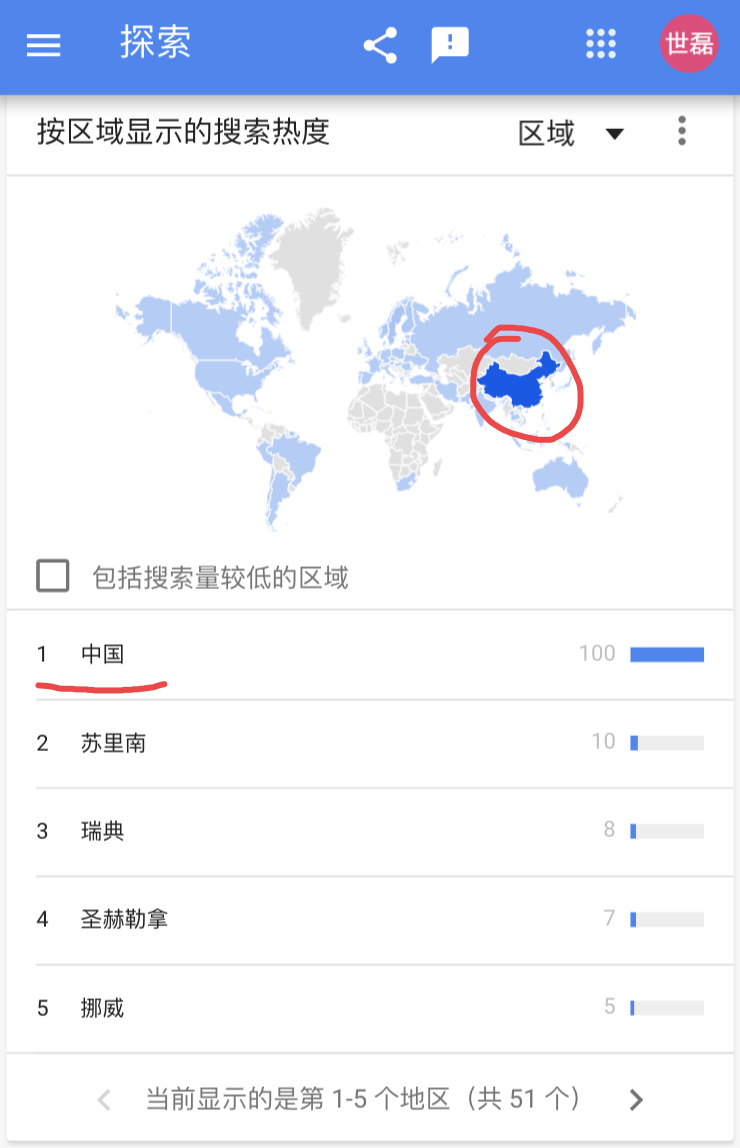 探索
世磊
按区域显示的搜索热度 区域
包括搜索量较低的区域
1 中国 100
2 苏里南 10
3 瑞典 8
4 圣赫勒拿 7
5 挪威 5
当前显示的是第 1-5 个地区（共 51 个）